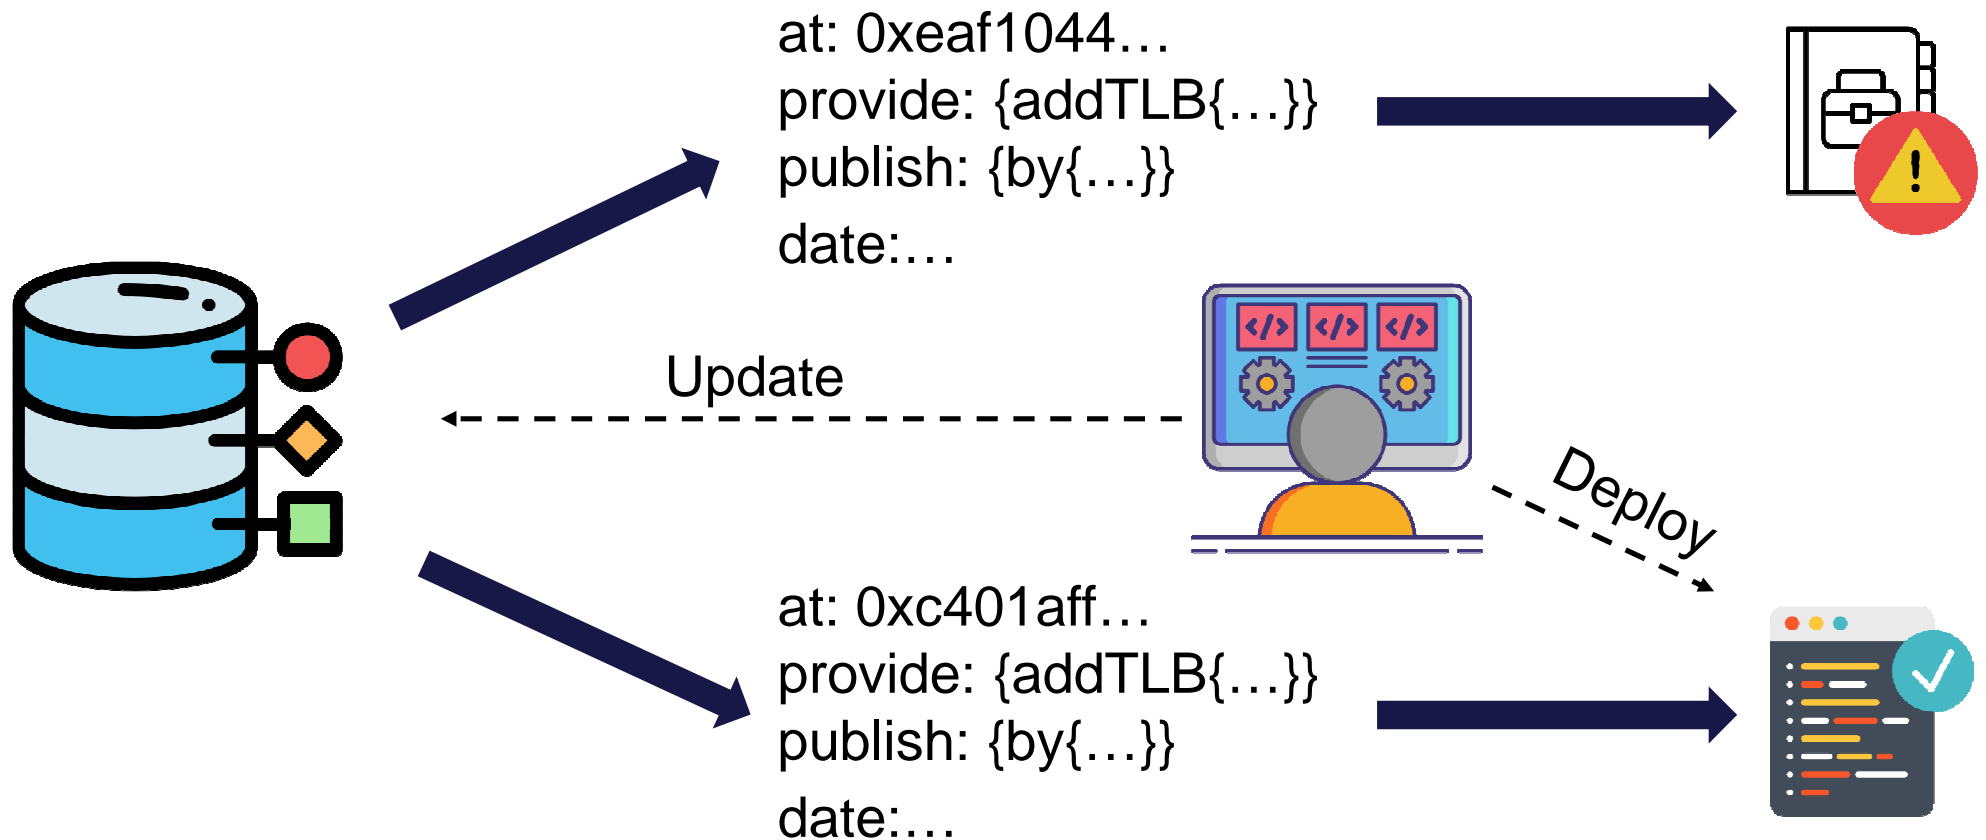 at: 0xeaf1044…
provide: {addTLB{…}}
publish: {by{…}}
date:…
</> </> </>
Update
Deploy
at: 0xc401aff…
provide: {addTLB{…}}
publish: {by{…}}
date:…